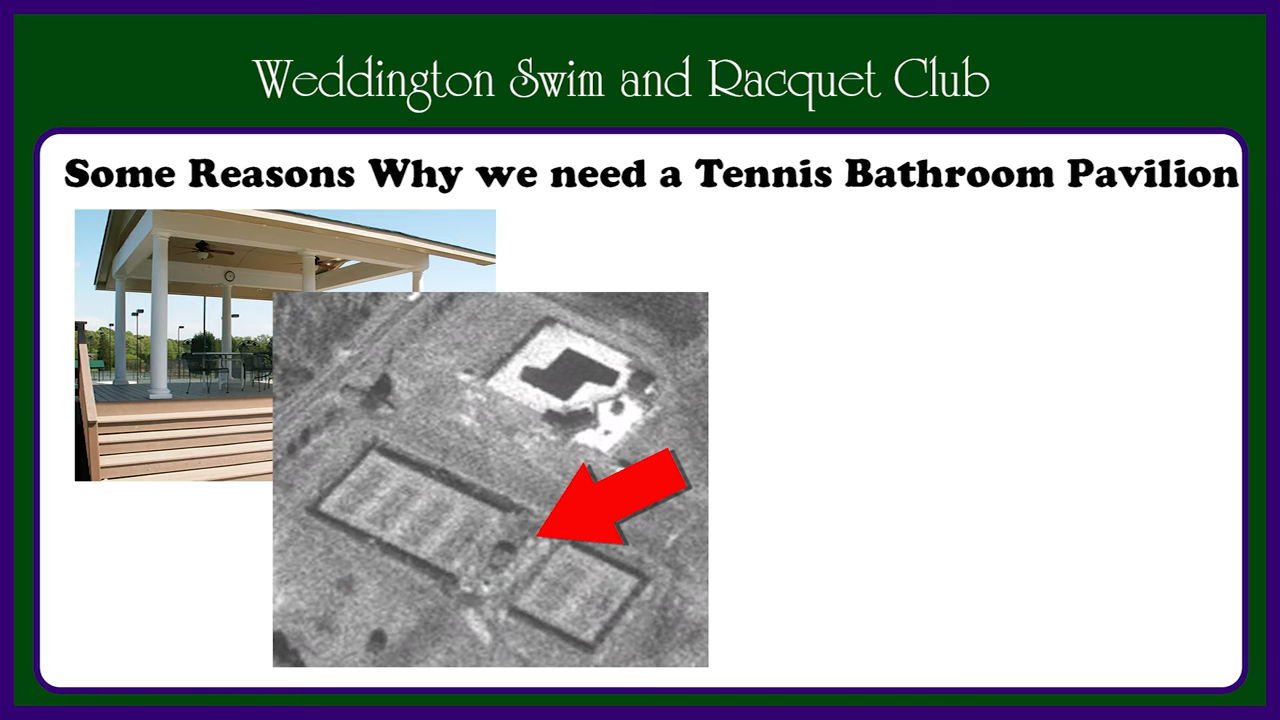 Weddington Swim and Racquet Club
Some Reasons Why we need a Tennis Bathroom Pavilion